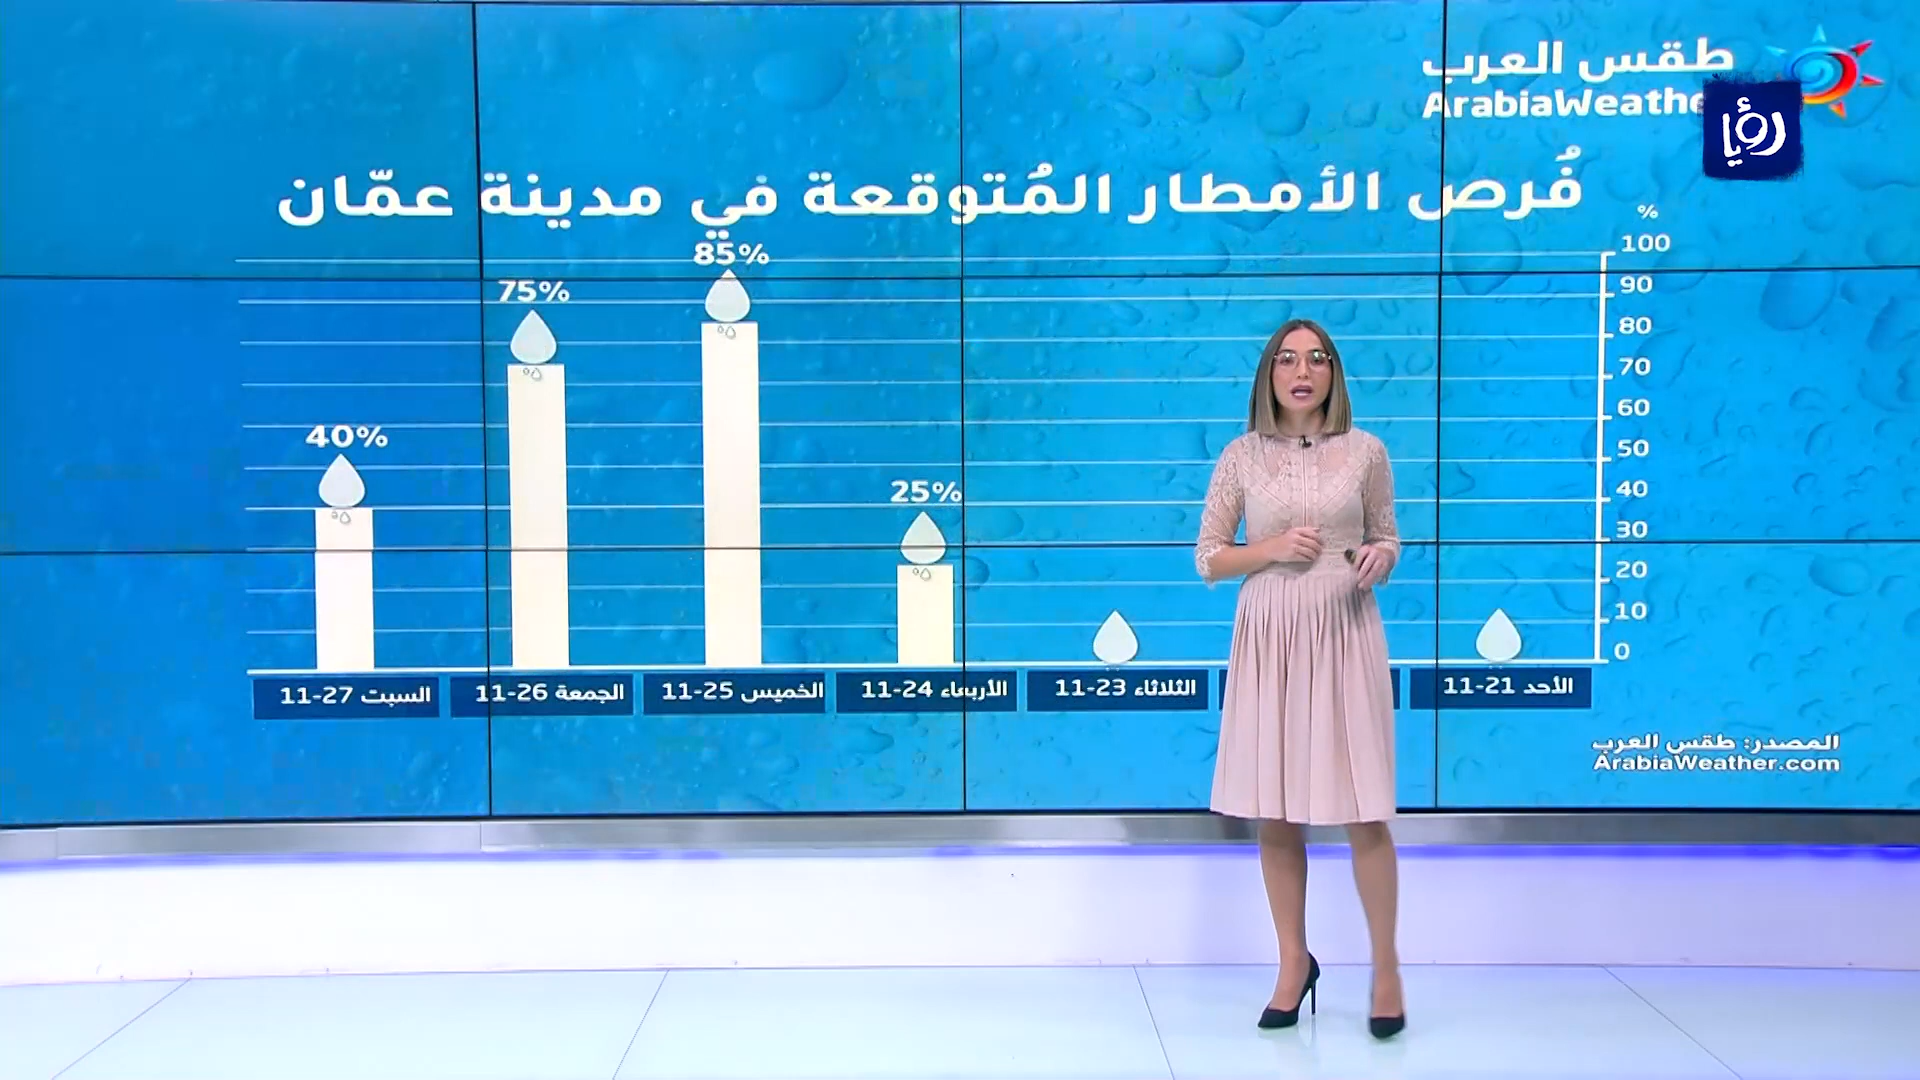 طقس العرب
ArabiaWeathe
رؤيا
فُرص الأمطار المُتوقعة في مدينة عمّان
%
100
90
80
70
60
50
40
30
20
10
0
85%
75%
40%
25%
الأحد 21-11
الثلاثاء 23-11
الأربعاء 24-11
الخميس 25-11
الجمعة 26-11
السبت 27-11
المصدر: طقس العرب
ArabiaWeather.com